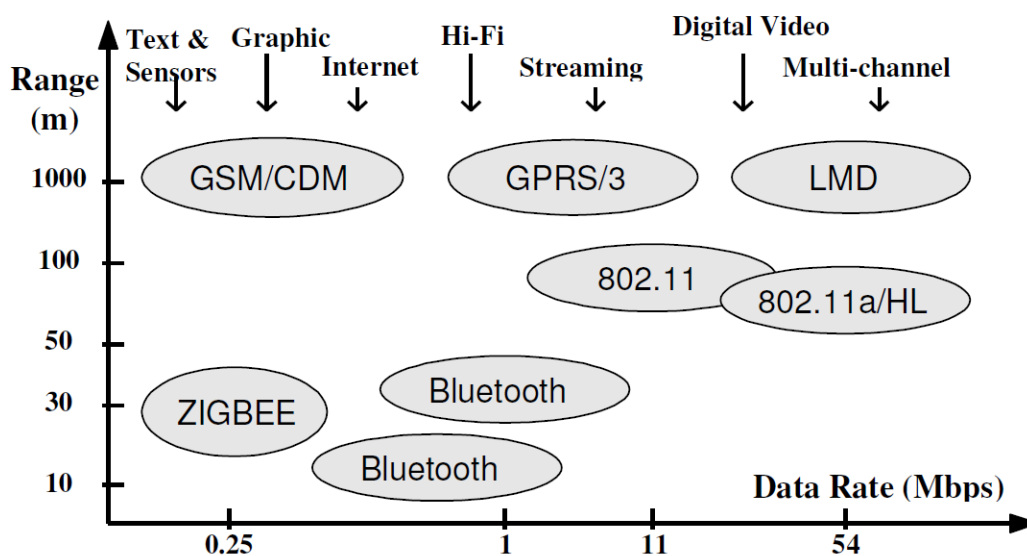 Text &
Sensors
Graphic
Internet
Hi-Fi
Streaming
Digital Video
Multi-channel
Range
(m)
1000
GSM/CDM
GPRS/3
LMD
100
802.11
802.11a/HL
50
30
ZIGBEE
Bluetooth
10
Bluetooth
Data Rate (Mbps)
0.25
1
11
54